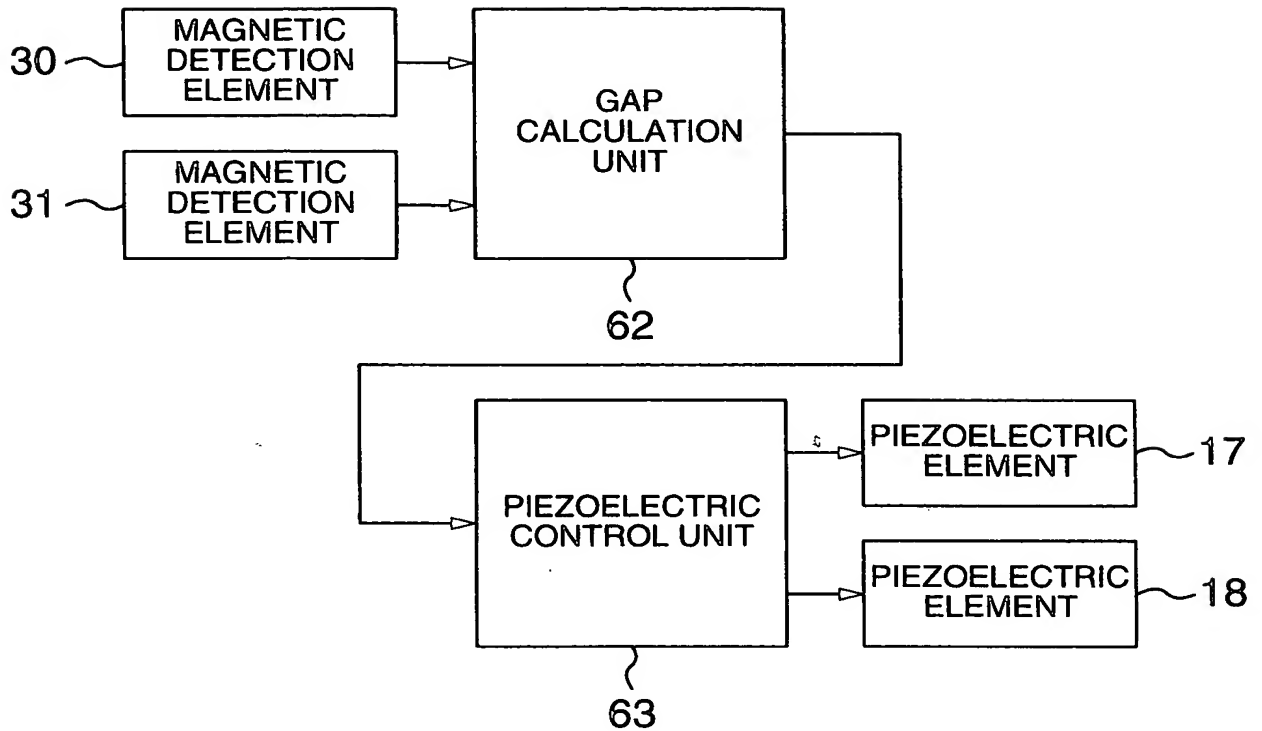 30
MAGNETIC
DETECTION
ELEMENT
31
MAGNETIC
DETECTION
ELEMENT
GAP
CALCULATION
UNIT
62
PIEZOELECTRIC
CONTROL UNIT
63
PIEZOELECTRIC
ELEMENT
17
PIEZOELECTRIC
ELEMENT
18